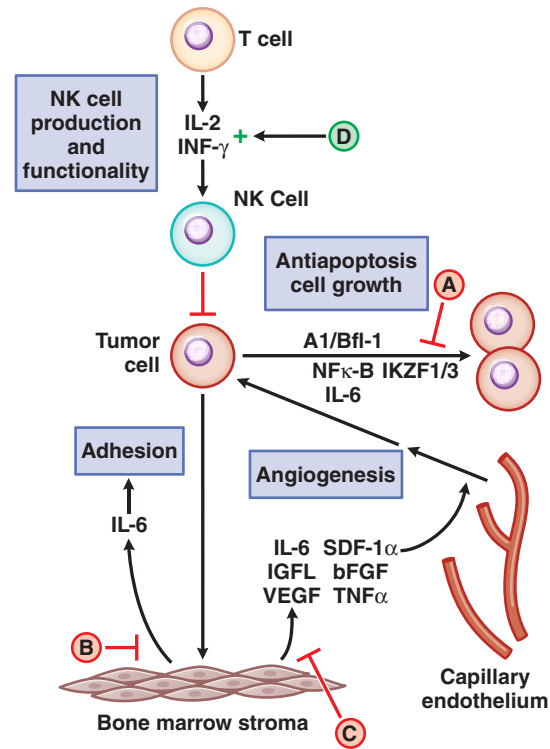 T cell
NK cell
production
and
functionality
IL-2
INF-γ
+
D
NK Cell
Antiapoptosis
cell growth
A
Tumor
cell
A1/Bfl-1
NFκ-B IKZF1/3
IL-6
Adhesion
Angiogenesis
IL-6
IL-6 SDF-1α
IGFL bFGF
VEGF TNFα
B
C
Bone marrow stroma
Capillary
endothelium